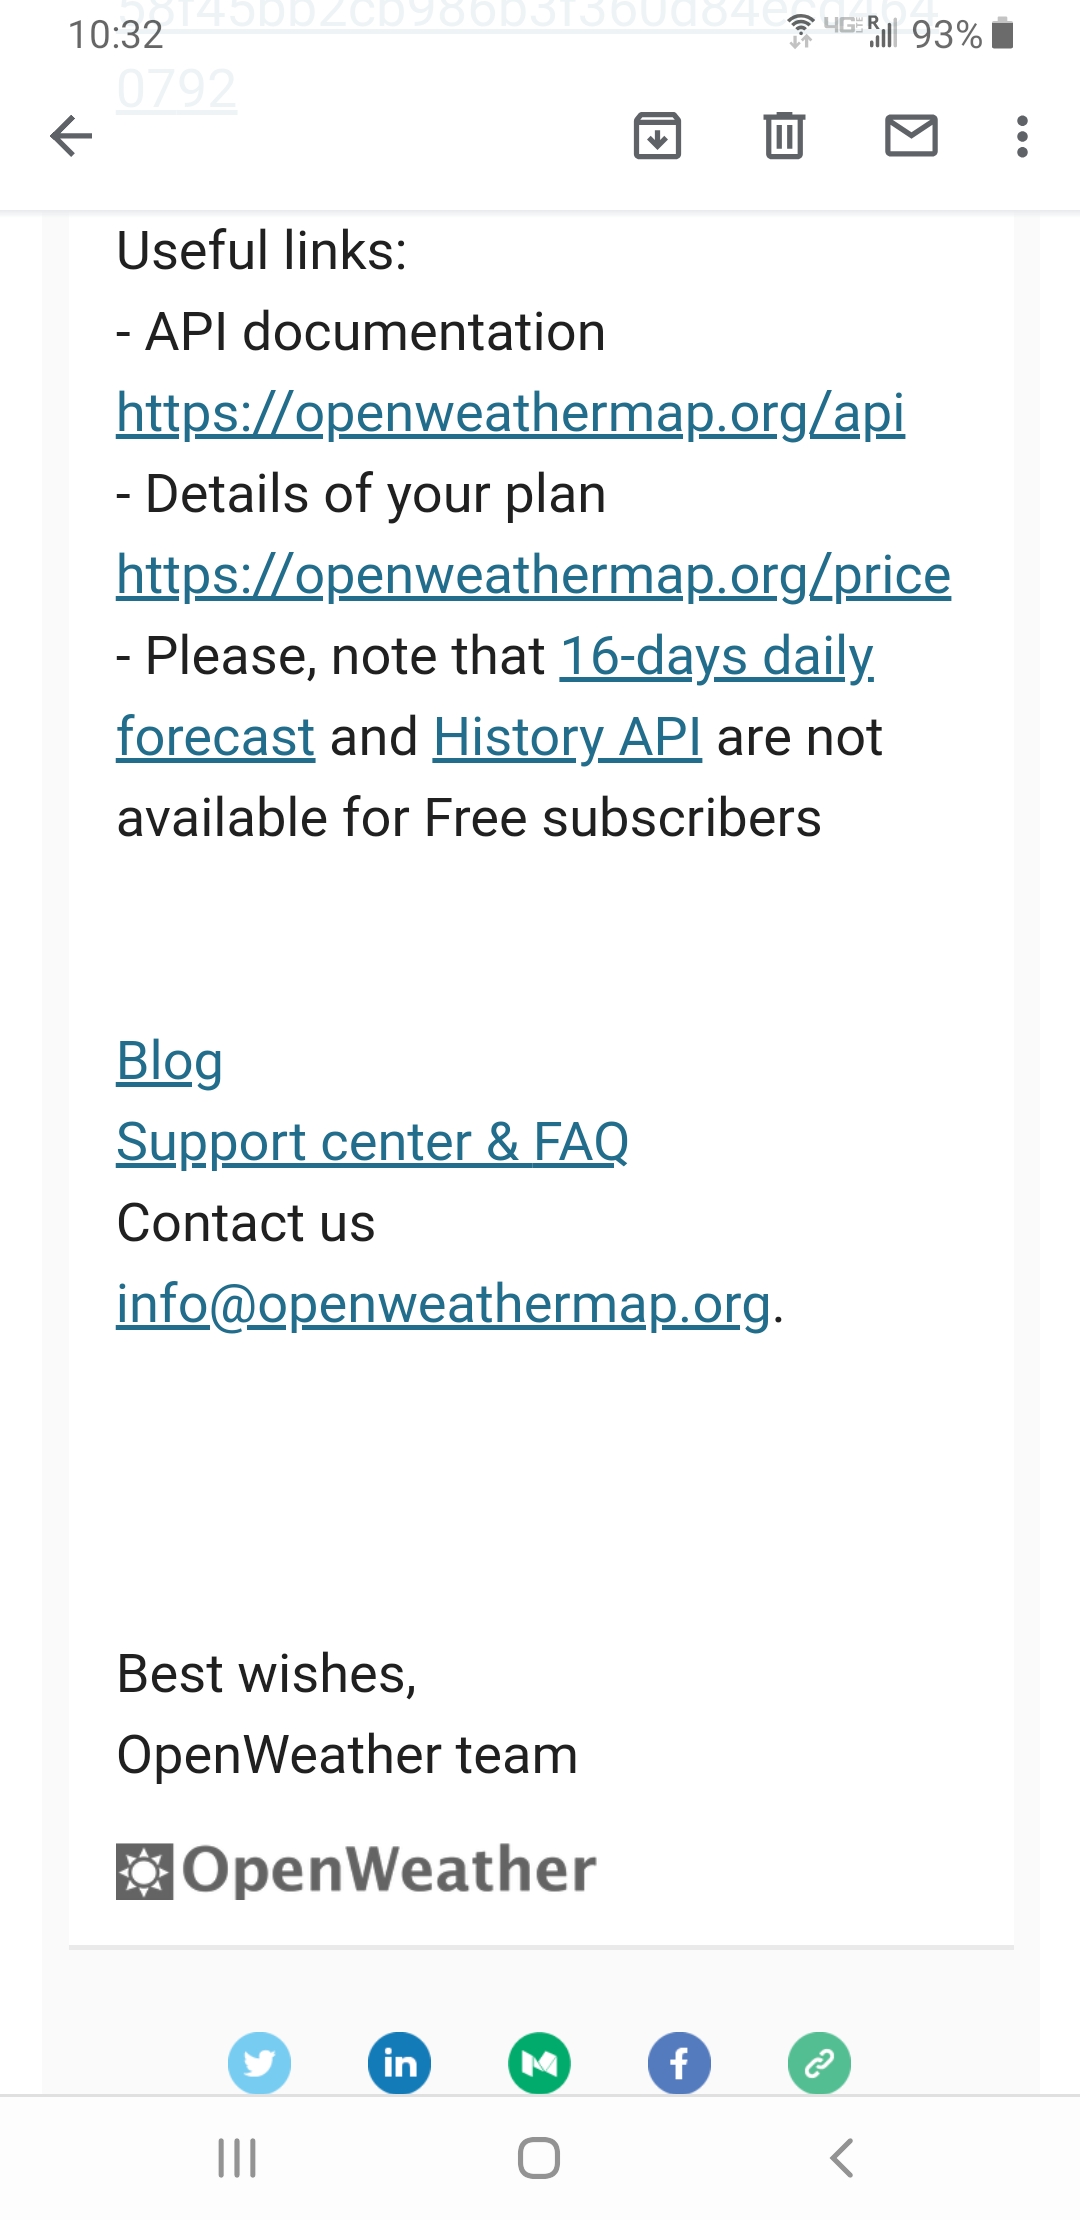 10:32
4G LTE R 93%
0792
Useful links:
- API documentation
https://openweathermap.org/api
- Details of your plan
https://openweathermap.org/price
- Please, note that 16-days daily
forecast and History API are not
available for Free subscribers
Blog
Support center & FAQ
Contact us
info@openweathermap.org.
Best wishes,
OpenWeather team
OpenWeather